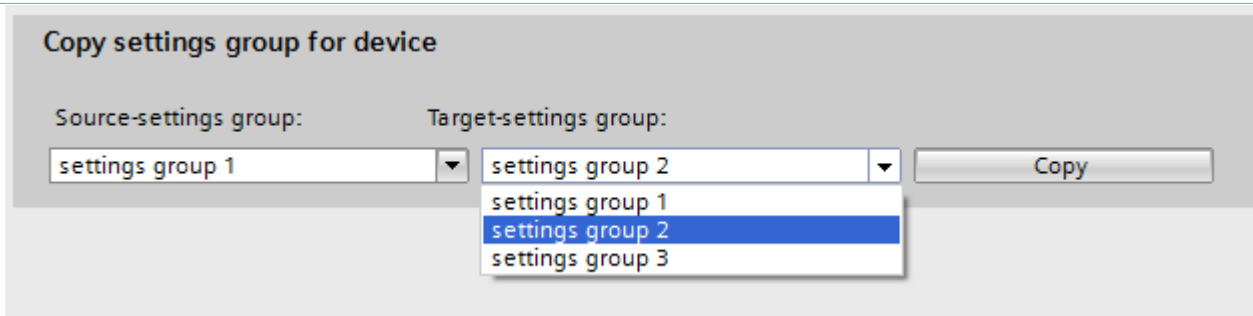 Copy settings group for device
Source-settings group: Target-settings group:
settings group 1 settings group 2 Copy
settings group 1
settings group 2
settings group 3